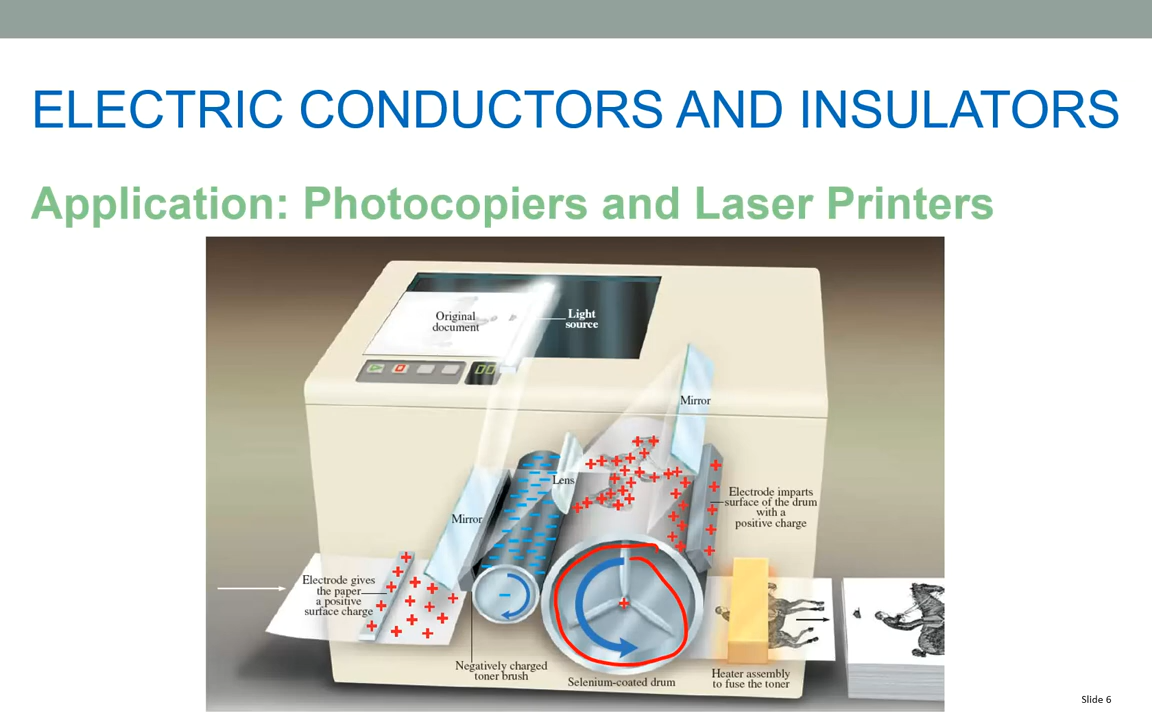 ELECTRIC CONDUCTORS AND INSULATORS
Application: Photocopiers and Laser Printers
Original
document
Light
source
Mirror
Lens
Electrode imparts
surface of the drum
with a
positive charge
Mirror
Electrode gives
the paper
a positive
surface charge
Negatively charged
toner brush
Selenium-coated drum
Heater assembly
to fuse the toner
Slide 6